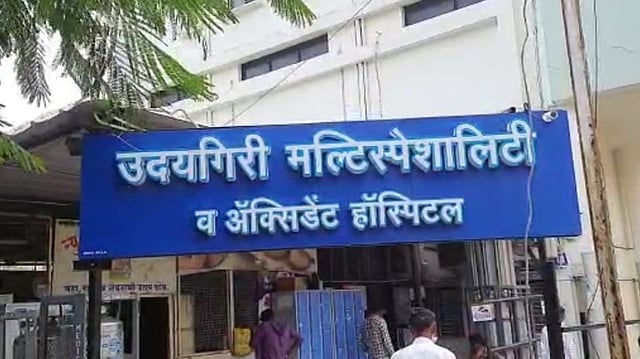 उदयगिरी मल्टिस्पेशालिटी
व ॲक्सिडेंट हॉस्पिटल